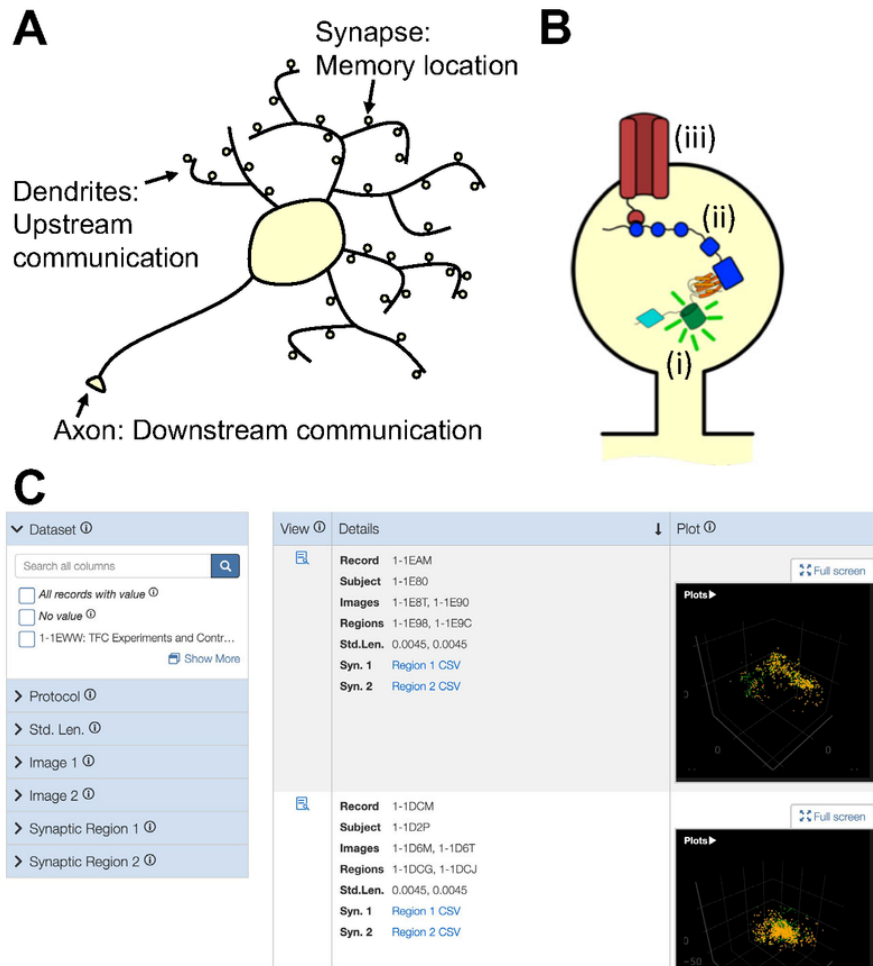 A
Synapse:
Memory location
Dendrites:
Upstream
communication
Axon: Downstream communication
B
(iii)
(ii)
(i)
C
Dataset
Search all columns
All records with value
No value
1-1EWW: TFC Experiments and Contr...
Show More
Protocol
Std. Len.
Image 1
Image 2
Synaptic Region 1
Synaptic Region 2
View Details Plot
Record 1-1EAM
Subject 1-1E80
Images 1-1E8T, 1-1E90
Regions 1-1E98, 1-1E9C
Std.Len. 0.0045, 0.0045
Syn. 1 Region 1 CSV
Syn. 2 Region 2 CSV
Full screen
Plots
0
0
0
Record 1-1DCM
Subject 1-1D2P
Images 1-1D6M, 1-1D6T
Regions 1-1DCG, 1-1DCJ
Std.Len. 0.0045, 0.0045
Syn. 1 Region 1 CSV
Syn. 2 Region 2 CSV
Full screen
Plots
0
−50